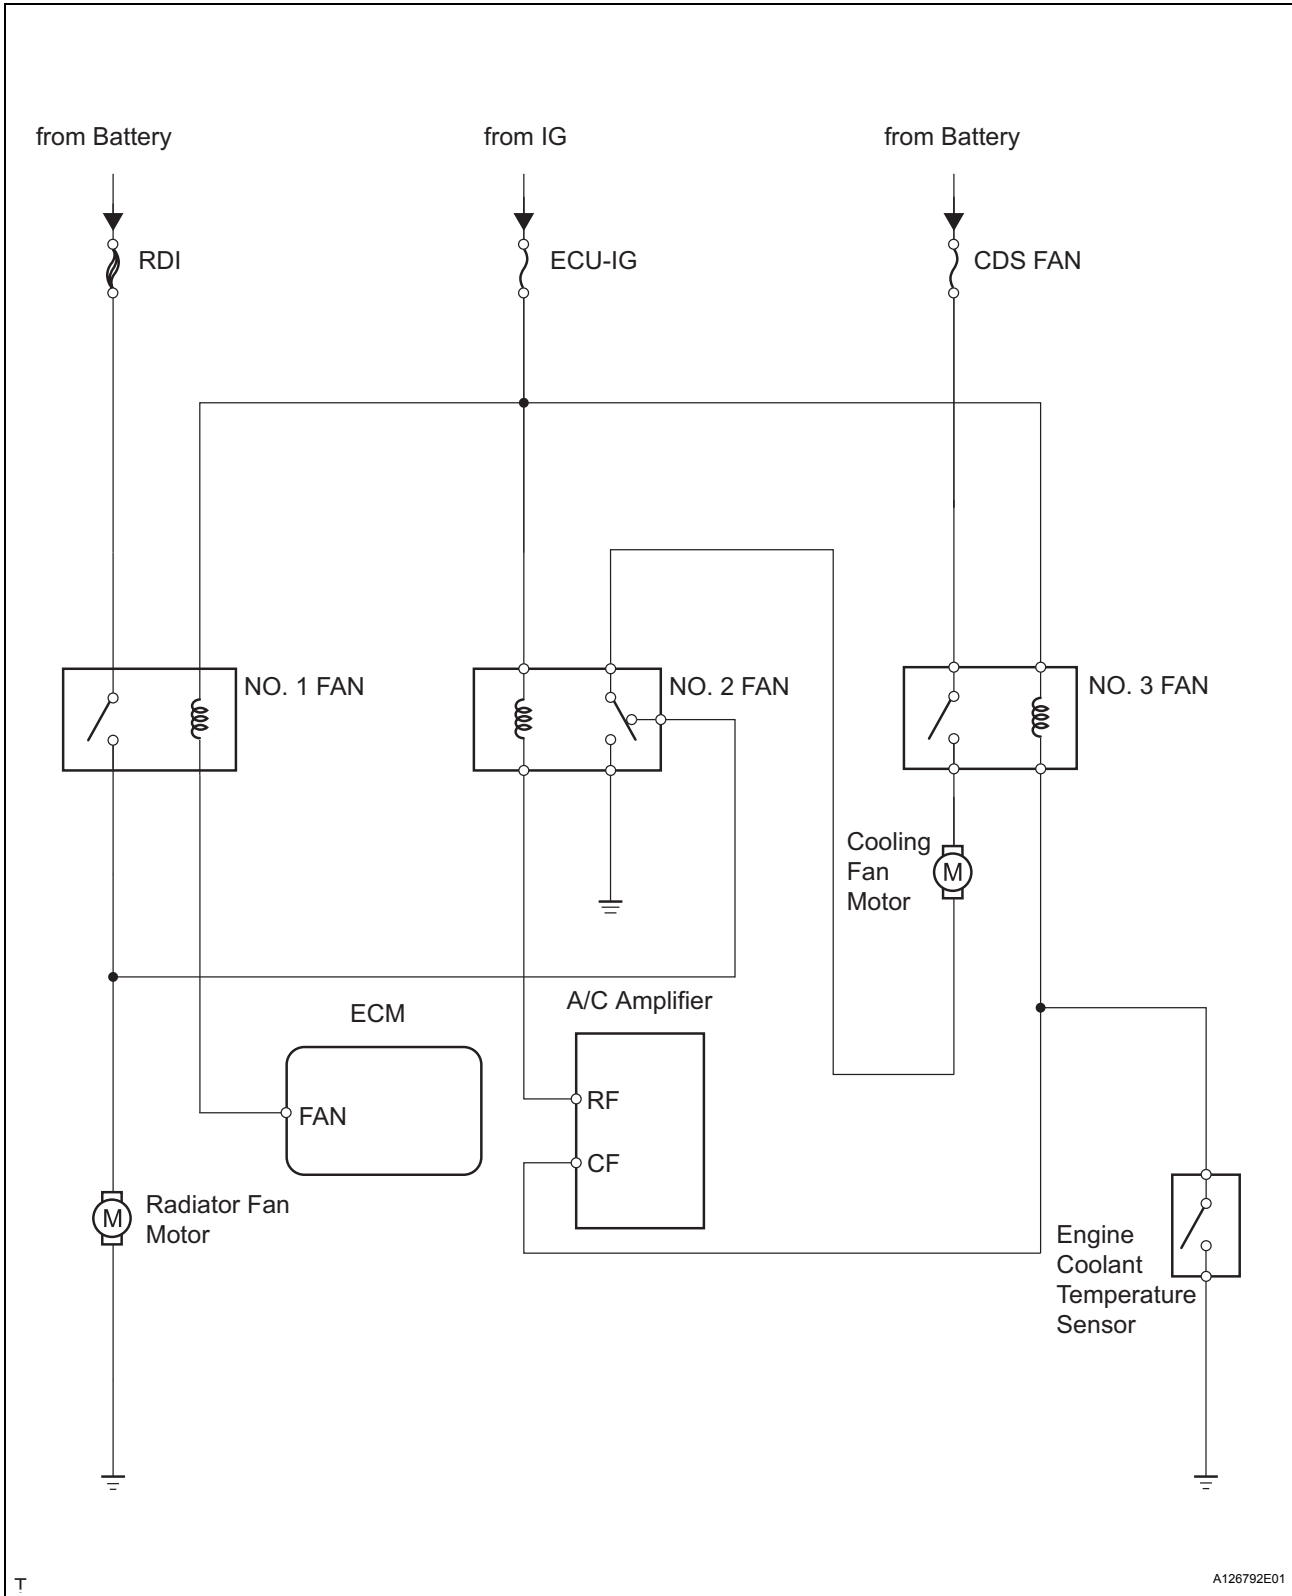 from Battery
from IG
from Battery
RDI
ECU-IG
CDS FAN
NO. 1 FAN
NO. 2 FAN
NO. 3 FAN
Cooling
Fan
Motor
M
ECM
A/C Amplifier
FAN
RF
CF
M
Radiator Fan
Motor
Engine
Coolant
Temperature
Sensor
A126792E01